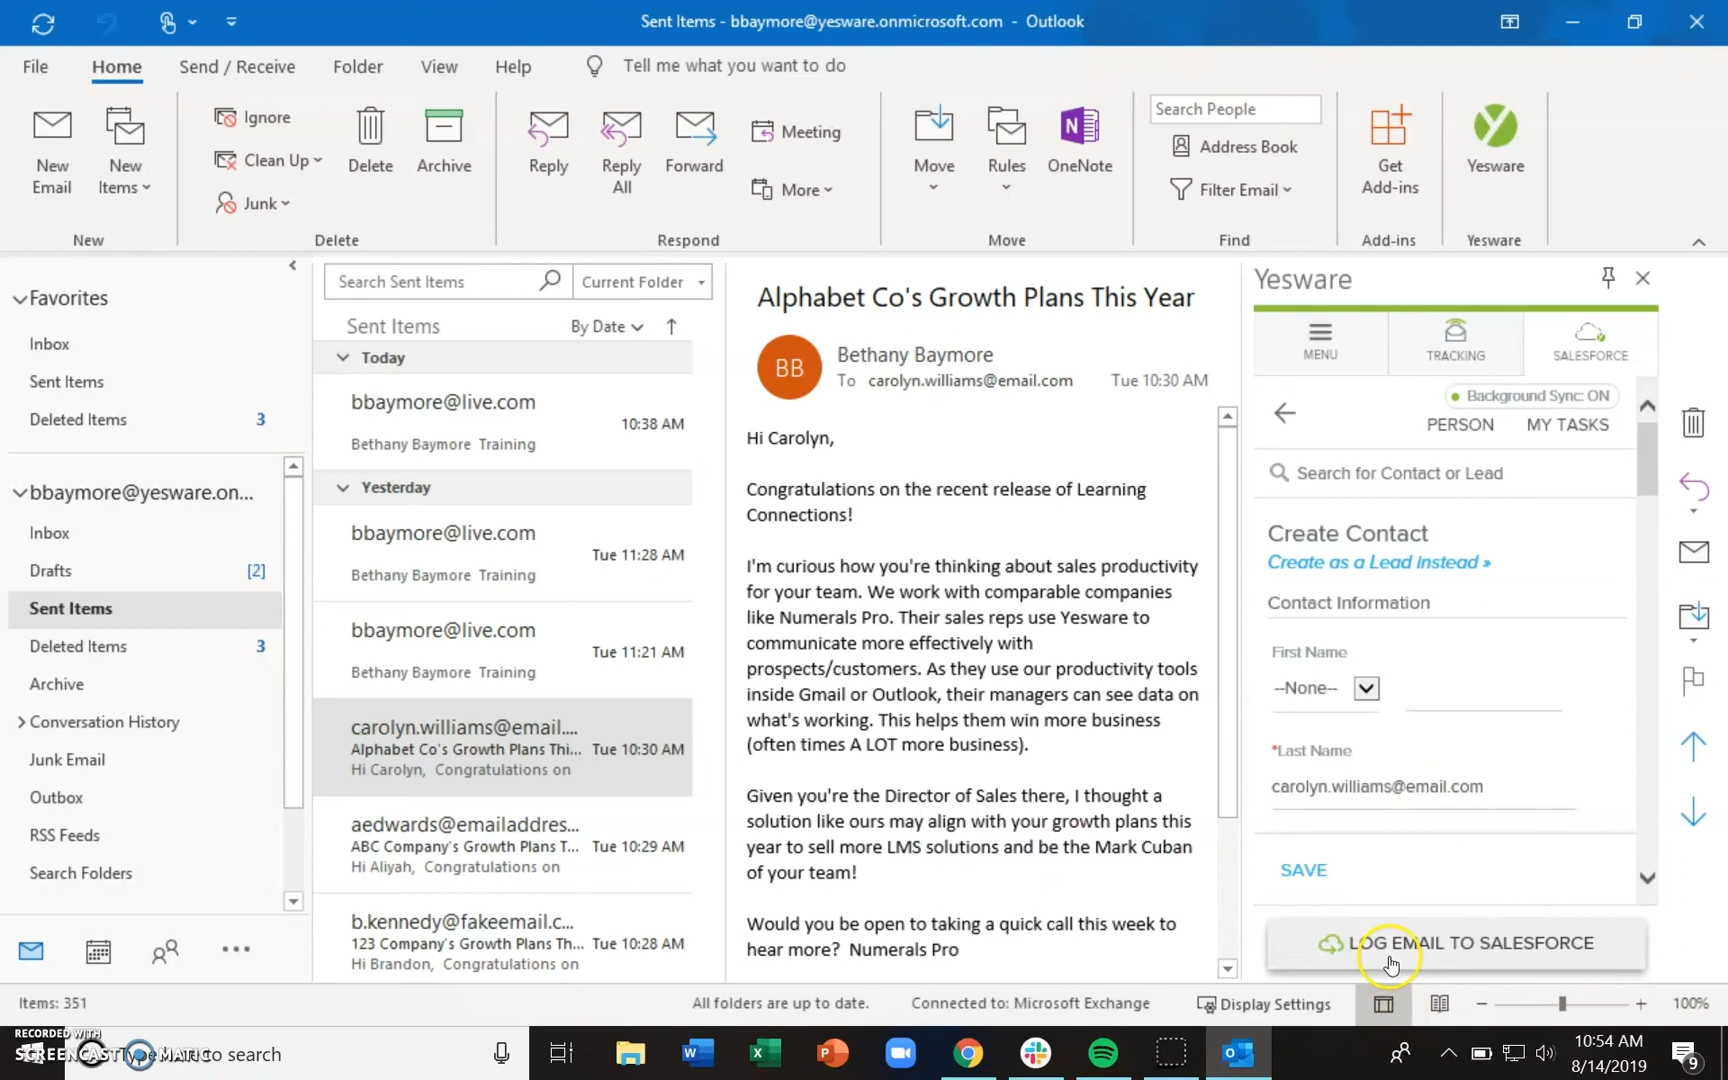 Sent Items - bbaymore@yesware.onmicrosoft.com - Outlook
File
Home
Send / Receive
Folder
View
Help
Tell me what you want to do
New
Email
New
Items
Ignore
Clean Up
Junk
Delete
Archive
Reply
Reply
All
Forward
Meeting
More
Move
Rules
OneNote
Search People
Address Book
Filter Email
Get
Add-ins
Yesware
New
Delete
Respond
Move
Find
Add-ins
Yesware
Favorites
Inbox
Sent Items
Deleted Items 3
bbaymore@yesware.on...
Inbox
Drafts [2]
Sent Items
Deleted Items 3
Archive
Conversation History
Junk Email
Outbox
RSS Feeds
Search Folders
Search Sent Items
Current Folder
Sent Items
By Date
Today
bbaymore@live.com
10:38 AM
Bethany Baymore Training
Yesterday
bbaymore@live.com
Tue 11:28 AM
Bethany Baymore Training
bbaymore@live.com
Tue 11:21 AM
Bethany Baymore Training
carolyn.williams@email....
Alphabet Co's Growth Plans Thi... Tue 10:30 AM
Hi Carolyn, Congratulations on
aedwards@emailaddres...
ABC Company's Growth Plans T... Tue 10:29 AM
Hi Aliyah, Congratulations on
b.kennedy@fakeemail.c...
123 Company's Growth Plans Th... Tue 10:28 AM
Hi Brandon, Congratulations on
Alphabet Co's Growth Plans This Year
BB
Bethany Baymore
To carolyn.williams@email.com Tue 10:30 AM
Hi Carolyn,
Congratulations on the recent release of Learning
Connections!
I'm curious how you're thinking about sales productivity
for your team. We work with comparable companies
like Numerals Pro. Their sales reps use Yesware to
communicate more effectively with
prospects/customers. As they use our productivity tools
inside Gmail or Outlook, their managers can see data on
what's working. This helps them win more business
(often times A LOT more business).
Given you're the Director of Sales there, I thought a
solution like ours may align with your growth plans this
year to sell more LMS solutions and be the Mark Cuban
of your team!
Would you be open to taking a quick call this week to
hear more? Numerals Pro
Yesware
MENU
TRACKING
SALESFORCE
Background Sync: ON
PERSON
MY TASKS
Search for Contact or Lead
Create Contact
Create as a Lead instead »
Contact Information
First Name
--None--
*Last Name
carolyn.williams@email.com
SAVE
LOG EMAIL TO SALESFORCE
Items: 351
All folders are up to date.
Connected to: Microsoft Exchange
Display Settings
100%
RECORDED WITH
SCREENCAST MATIC
Type here to search
10:54 AM
8/14/2019
9